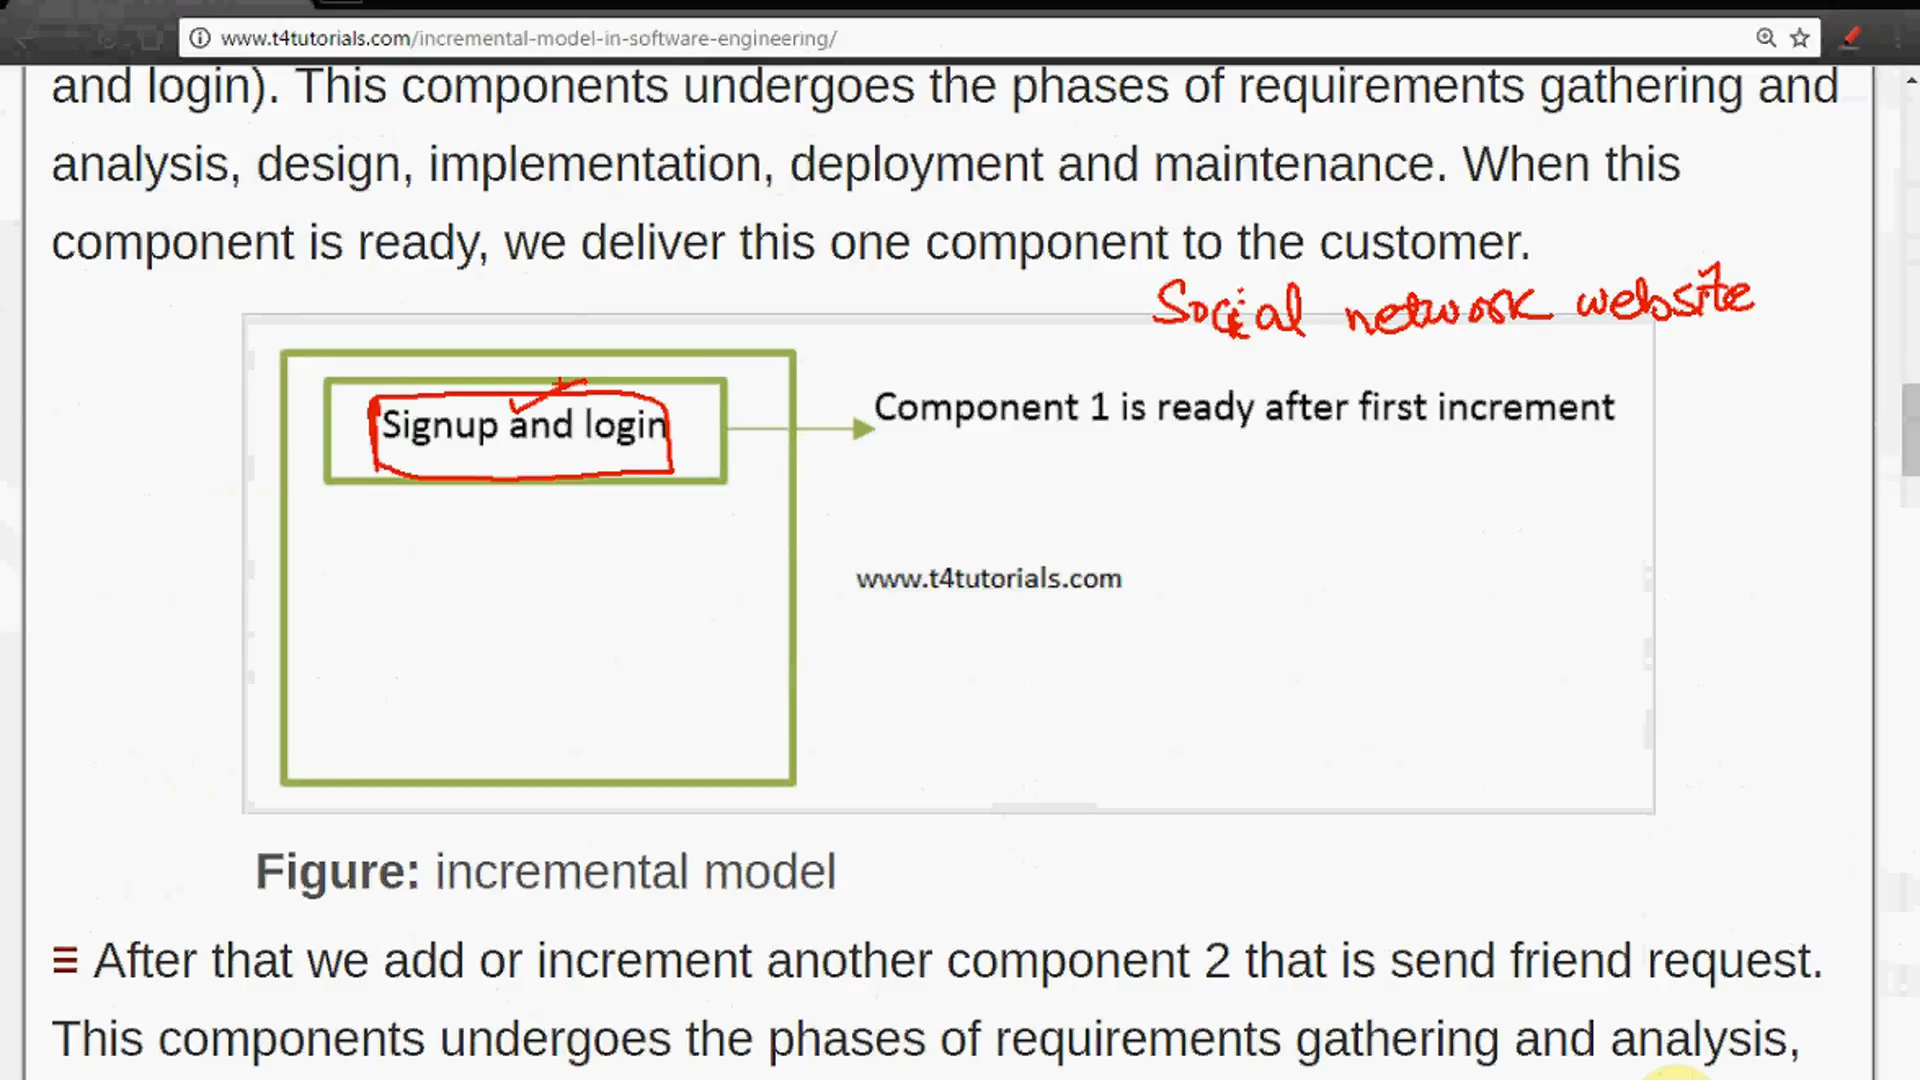 www.t4tutorials.com/incremental-model-in-software-engineering/
and login). This components undergoes the phases of requirements gathering and
analysis, design, implementation, deployment and maintenance. When this
component is ready, we deliver this one component to the customer.
Social network website
Signup and login
Component 1 is ready after first increment
www.t4tutorials.com
Figure: incremental model
After that we add or increment another component 2 that is send friend request.
This components undergoes the phases of requirements gathering and analysis,